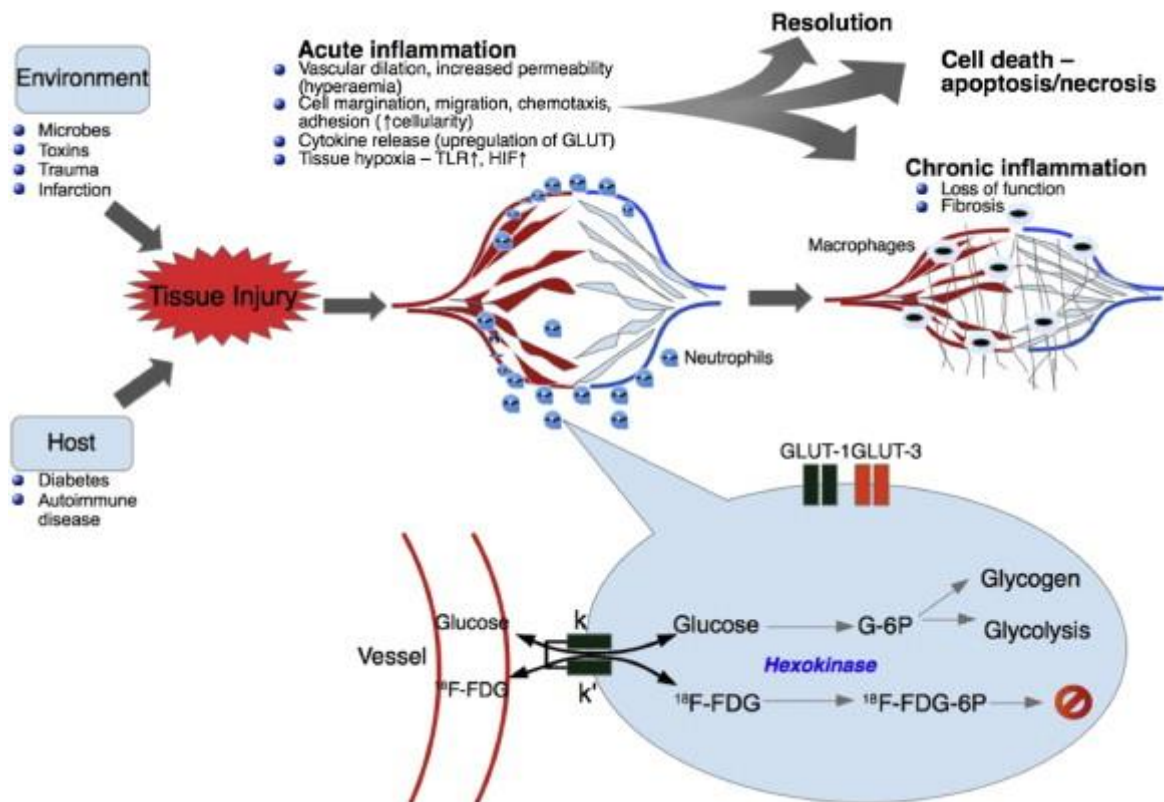 Environment
Microbes
Toxins
Trauma
Infarction
Tissue Injury
Host
Diabetes
Autoimmune
disease
Acute inflammation
Vascular dilation, increased permeability
(hyperaemia)
Cell margination, migration, chemotaxis,
adhesion (↑cellularity)
Cytokine release (upregulation of GLUT)
Tissue hypoxia – TLR↑, HIF↑
Resolution
Cell death –
apoptosis/necrosis
Chronic inflammation
Loss of function
Fibrosis
Macrophages
Neutrophils
GLUT-1 GLUT-3
Vessel
Glucose
¹⁸F-FDG
k
k'
Glucose
G-6P
Glycogen
Glycolysis
Hexokinase
¹⁸F-FDG
¹⁸F-FDG-6P